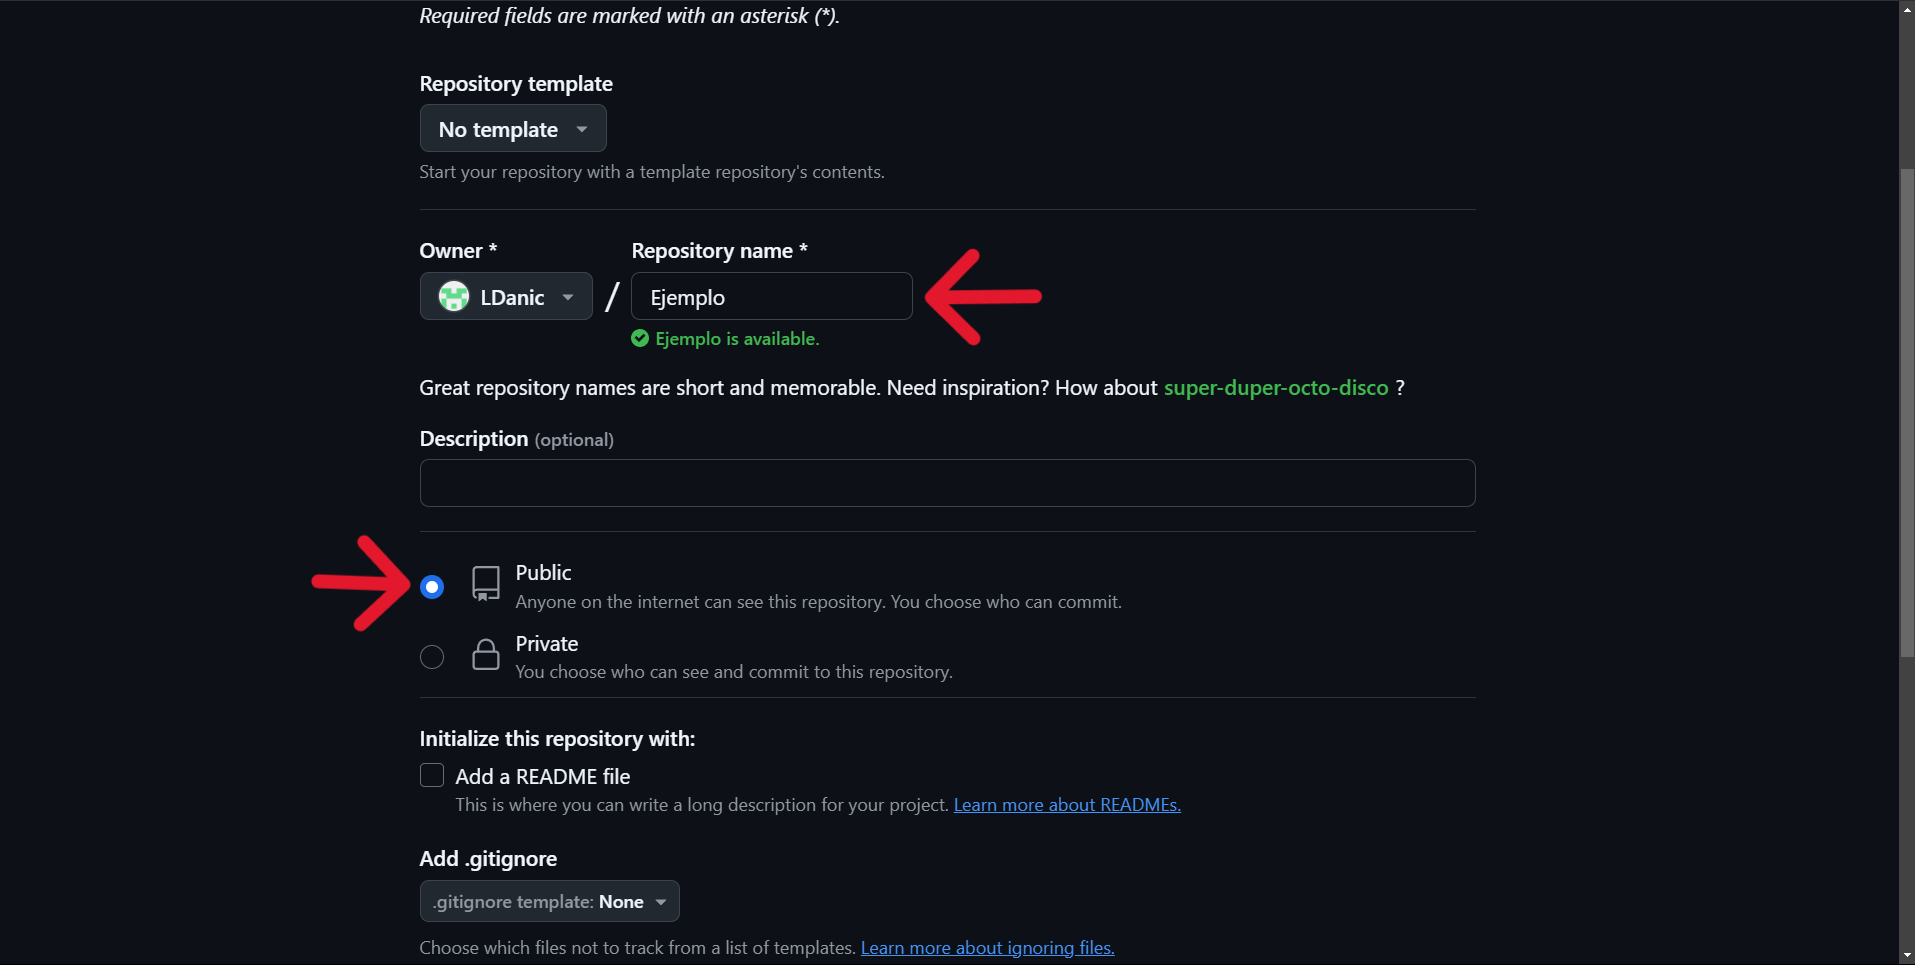 Required fields are marked with an asterisk (*).
Repository template
No template
Start your repository with a template repository's contents.
Owner * Repository name *
LDanic / Ejemplo
Ejemplo is available.
Great repository names are short and memorable. Need inspiration? How about super-duper-octo-disco ?
Description (optional)
Public
Anyone on the internet can see this repository. You choose who can commit.
Private
You choose who can see and commit to this repository.
Initialize this repository with:
Add a README file
This is where you can write a long description for your project. Learn more about READMEs.
Add .gitignore
.gitignore template: None
Choose which files not to track from a list of templates. Learn more about ignoring files.